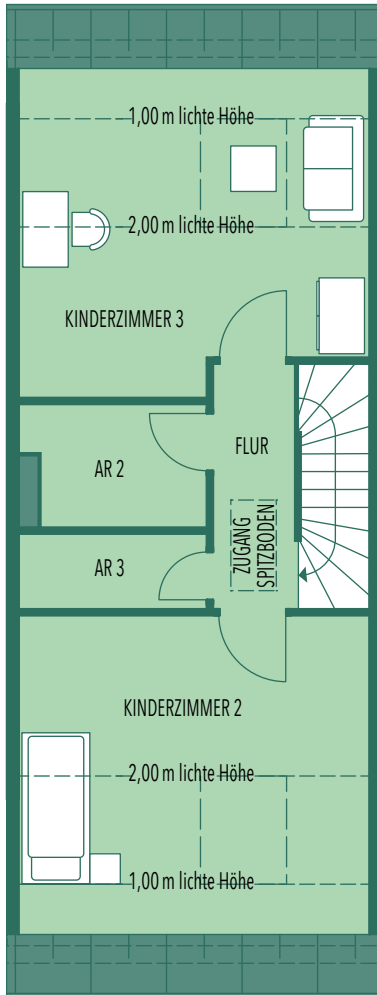 1,00 m lichte Höhe
2,00 m lichte Höhe
KINDERZIMMER 3
FLUR
AR 2
ZUGANG
SPITZBODEN
AR 3
KINDERZIMMER 2
2,00 m lichte Höhe
1,00 m lichte Höhe